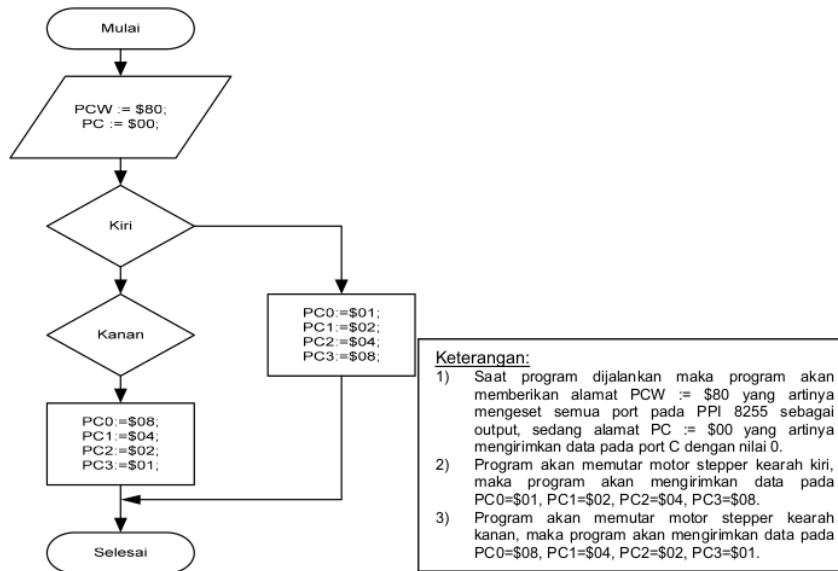 Mulai
PCW := $80;
PC := $00;
Kiri
Kanan
PC0:=$01;
PC1:=$02;
PC2:=$04;
PC3:=$08;
PC0:=$08;
PC1:=$04;
PC2:=$02;
PC3:=$01;
Selesai
Keterangan:
1) Saat program dijalankan maka program akan
memberikan alamat PCW := $80 yang artinya
mengeset semua port pada PPI 8255 sebagai
output, sedang alamat PC := $00 yang artinya
mengirimkan data pada port C dengan nilai 0.
2) Program akan memutar motor stepper kearah kiri,
maka program akan mengirimkan data pada
PC0=$01, PC1=$02, PC2=$04, PC3=$08.
3) Program akan memutar motor stepper kearah
kanan, maka program akan mengirimkan data pada
PC0=$08, PC1=$04, PC2=$02, PC3=$01.